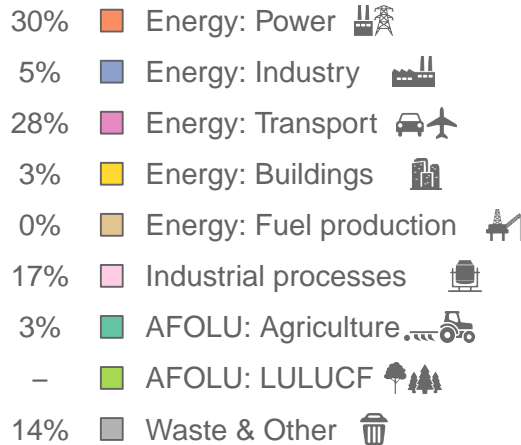 30% Energy: Power
5% Energy: Industry
28% Energy: Transport
3% Energy: Buildings
0% Energy: Fuel production
17% Industrial processes
3% AFOLU: Agriculture
– AFOLU: LULUCF
14% Waste & Other